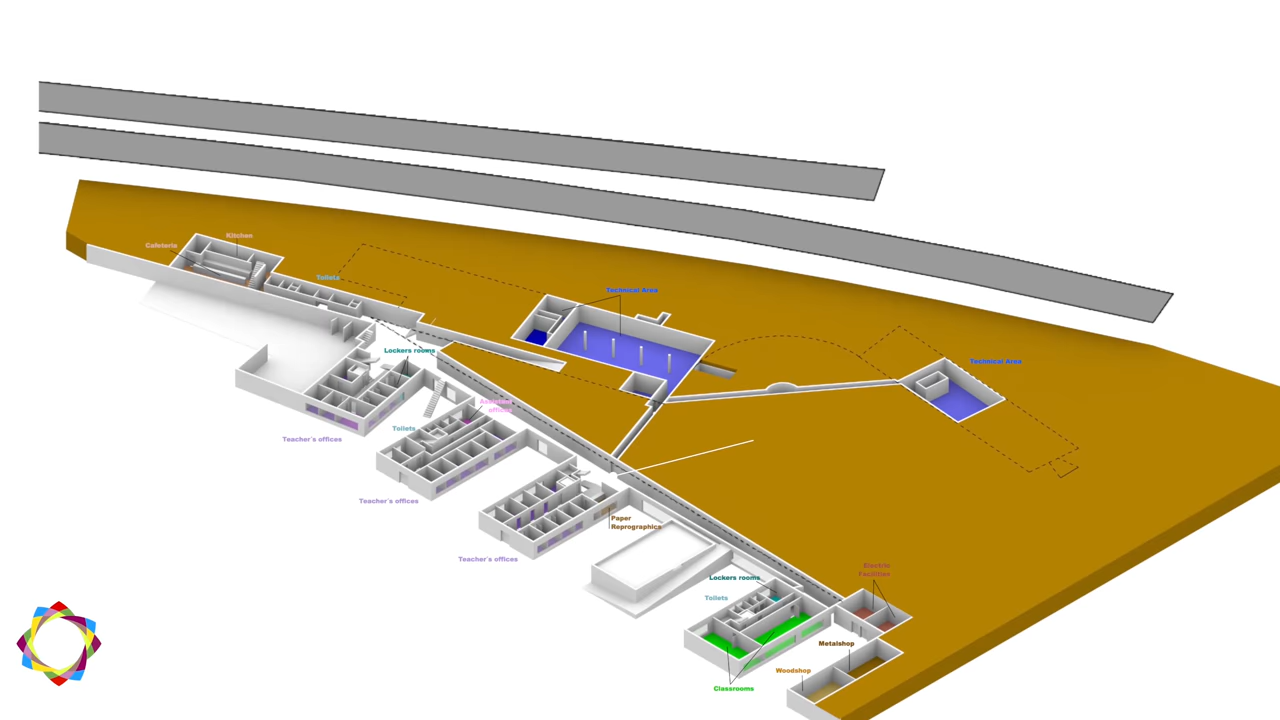 Kitchen
Cafeteria
Toilets
Technical Area
Lockers rooms
Technical Area
offices
Toilets
Teacher's offices
Teacher's offices
Paper
Reprographics
Teacher's offices
Electric
Facilities
Lockers rooms
Toilets
Metalshop
Woodshop
Classrooms